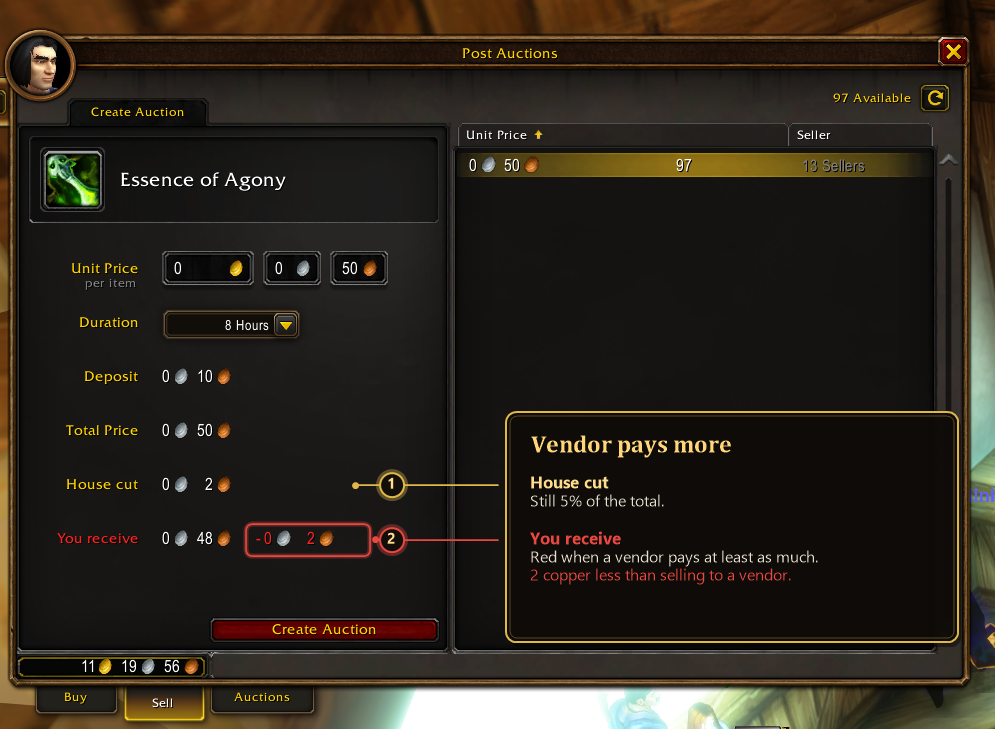 Post Auctions
97 Available
Create Auction
Unit Price
Seller
0 50 97 13 Sellers
Essence of Agony
Unit Price 0 0 50
per item
Duration 8 Hours
Deposit 0 10
Total Price 0 50
House cut 0 2 1
You receive 0 48 -0 2 2
Vendor pays more
House cut
Still 5% of the total.
You receive
Red when a vendor pays at least as much.
2 copper less than selling to a vendor.
Create Auction
11 19 56
Buy
Sell
Auctions